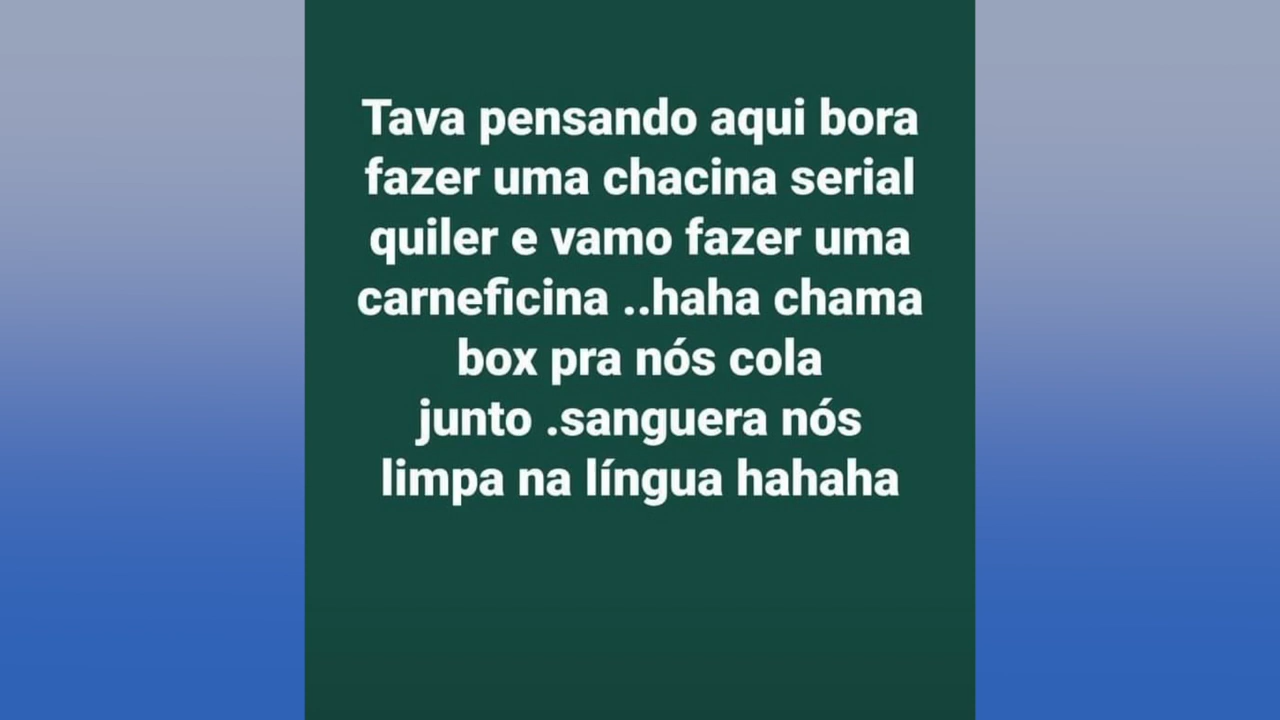 Tava pensando aqui bora
fazer uma chacina serial
quiler e vamo fazer uma
carneficina ..haha chama
box pra nós cola
junto .sanguera nós
limpa na língua hahaha